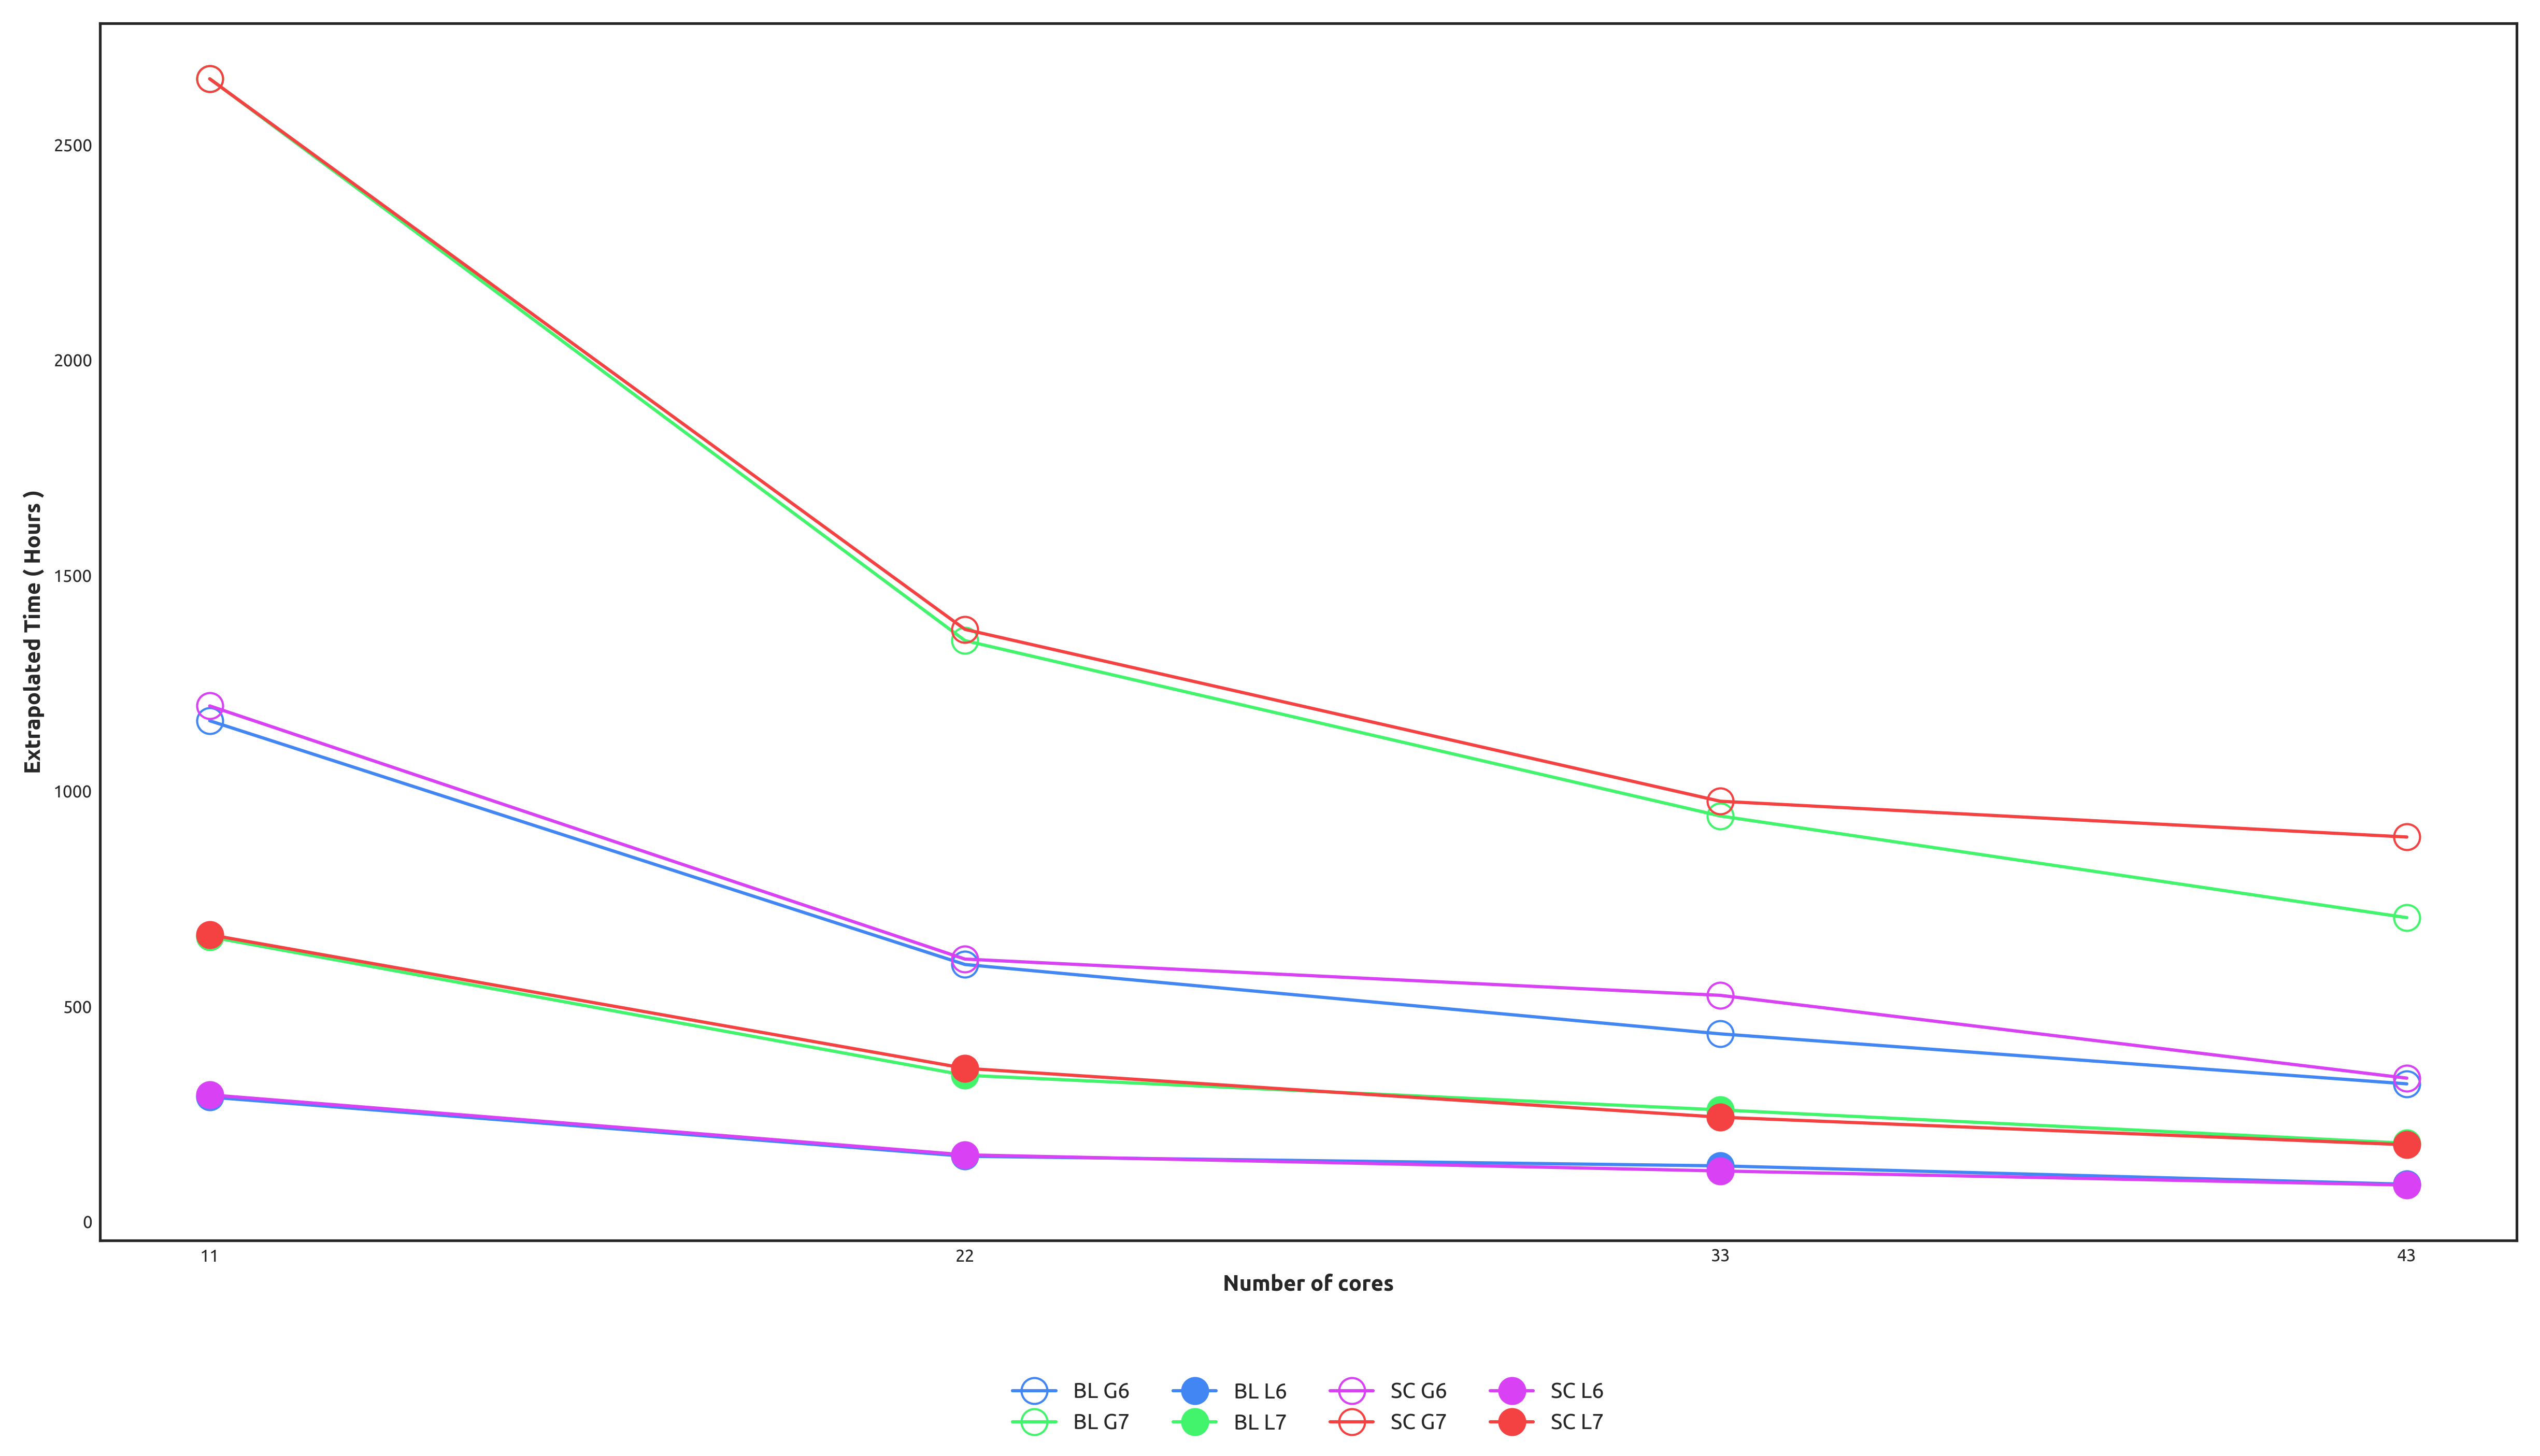 2500
2000
1500
1000
500
0
Extrapolated Time ( Hours )
11 22 33 43
Number of cores
BL G6 BL L6 SC G6 SC L6
BL G7 BL L7 SC G7 SC L7